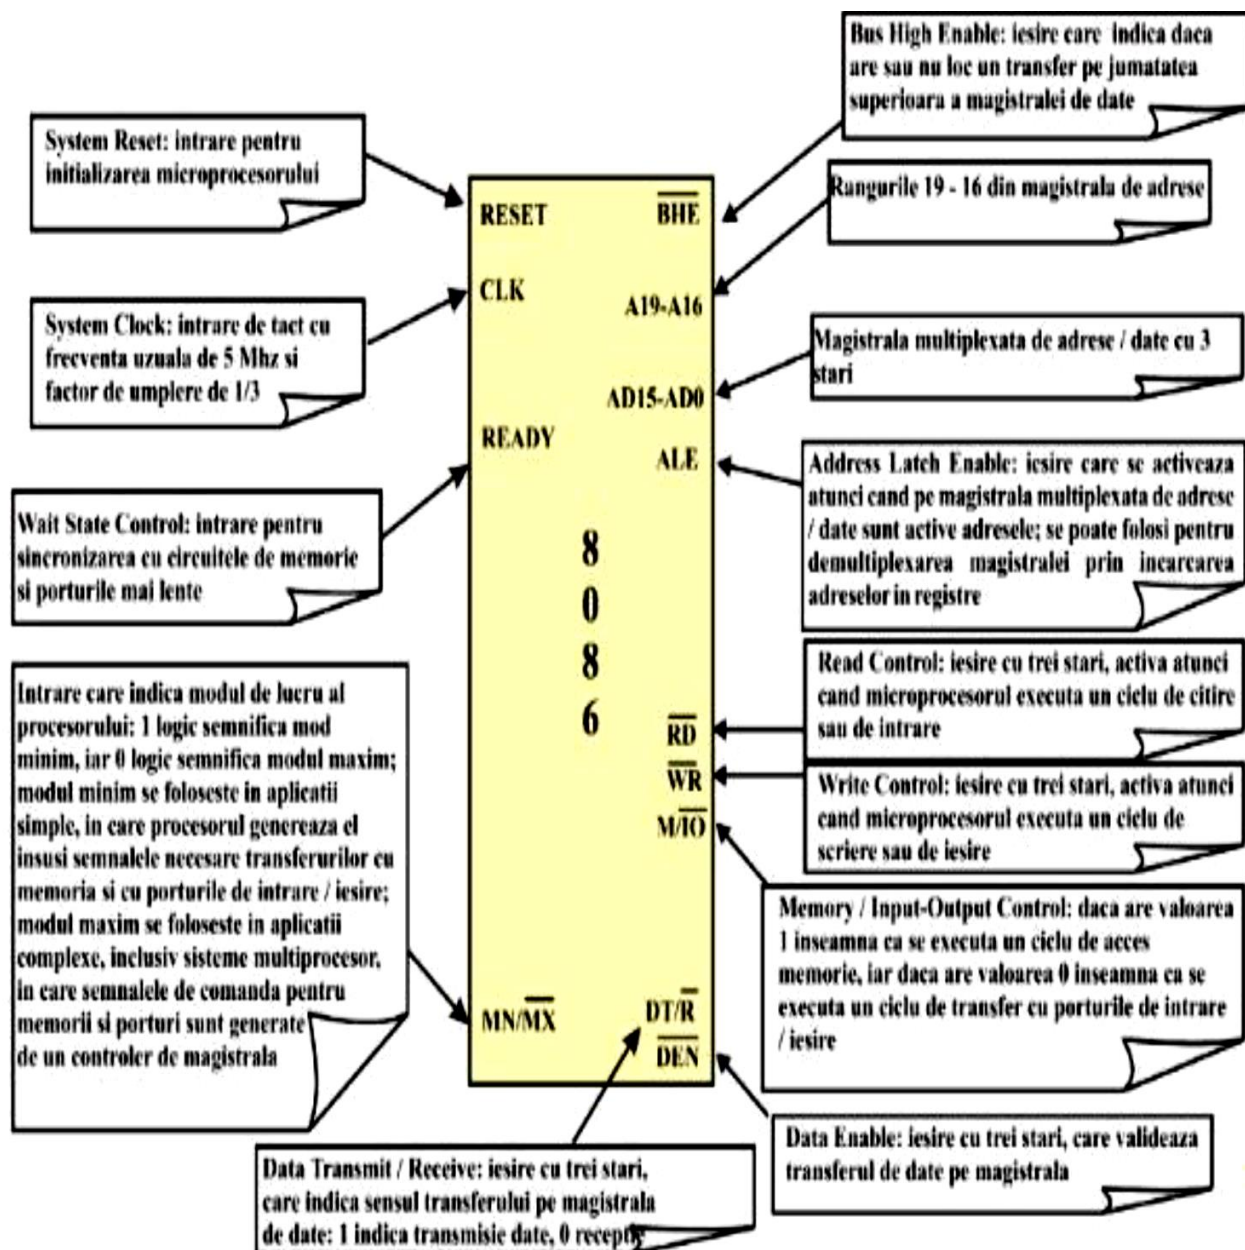 Bus High Enable: iesire care indica daca
are sau nu loc un transfer pe jumatatea
superioara a magistralei de date
System Reset: intrare pentru
initializarea microprocesorului
Rangurile 19 - 16 din magistrala de adrese
System Clock: intrare de tact cu
frecventa uzuala de 5 Mhz si
factor de umplere de 1/3
Magistrala multiplexata de adrese / date cu 3
stari
Wait State Control: intrare pentru
sincronizarea cu circuitele de memorie
si porturile mai lente
Address Latch Enable: iesire care se activeaza
atunci cand pe magistrala multiplexata de adrese
/ date sunt active adresele; se poate folosi pentru
demultiplexarea magistralei prin incarcarea
adreselor in registre
Intrare care indica modul de lucru al
procesorului: 1 logic semnifica mod
minim, iar 0 logic semnifica modul maxim;
modul minim se foloseste in aplicatii
simple, in care procesorul genereaza el
insusi semnalele necesare transferurilor cu
memoria si cu porturile de intrare / iesire;
modul maxim se foloseste in aplicatii
complexe, inclusiv sisteme multiprocesor,
in care semnalele de comanda pentru
memorii si porturi sunt generate
de un controler de magistrala
Read Control: iesire cu trei stari, activa atunci
cand microprocesorul executa un ciclu de citire
sau de intrare
Write Control: iesire cu trei stari, activa atunci
cand microprocesorul executa un ciclu de
scriere sau de iesire
Memory / Input-Output Control: daca are valoarea
1 inseamna ca se executa un ciclu de acces
memorie, iar daca are valoarea 0 inseamna ca se
executa un ciclu de transfer cu porturile de intrare
/ iesire
Data Enable: iesire cu trei stari, care valideaza
transferul de date pe magistrala
Data Transmit / Receive: iesire cu trei stari,
care indica sensul transferului pe magistrala
de date: 1 indica transmisie date, 0 receptie
RESET
CLK
READY
MN/M̅X̅
B̅H̅E̅
A19-A16
AD15-AD0
ALE
R̅D̅
W̅R̅
M/I̅O̅
DT/R̅
D̅E̅N̅
8
0
8
6